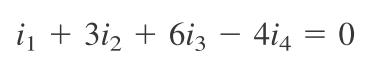 i₁ + 3i₂ + 6i₃ − 4i₄ = 0